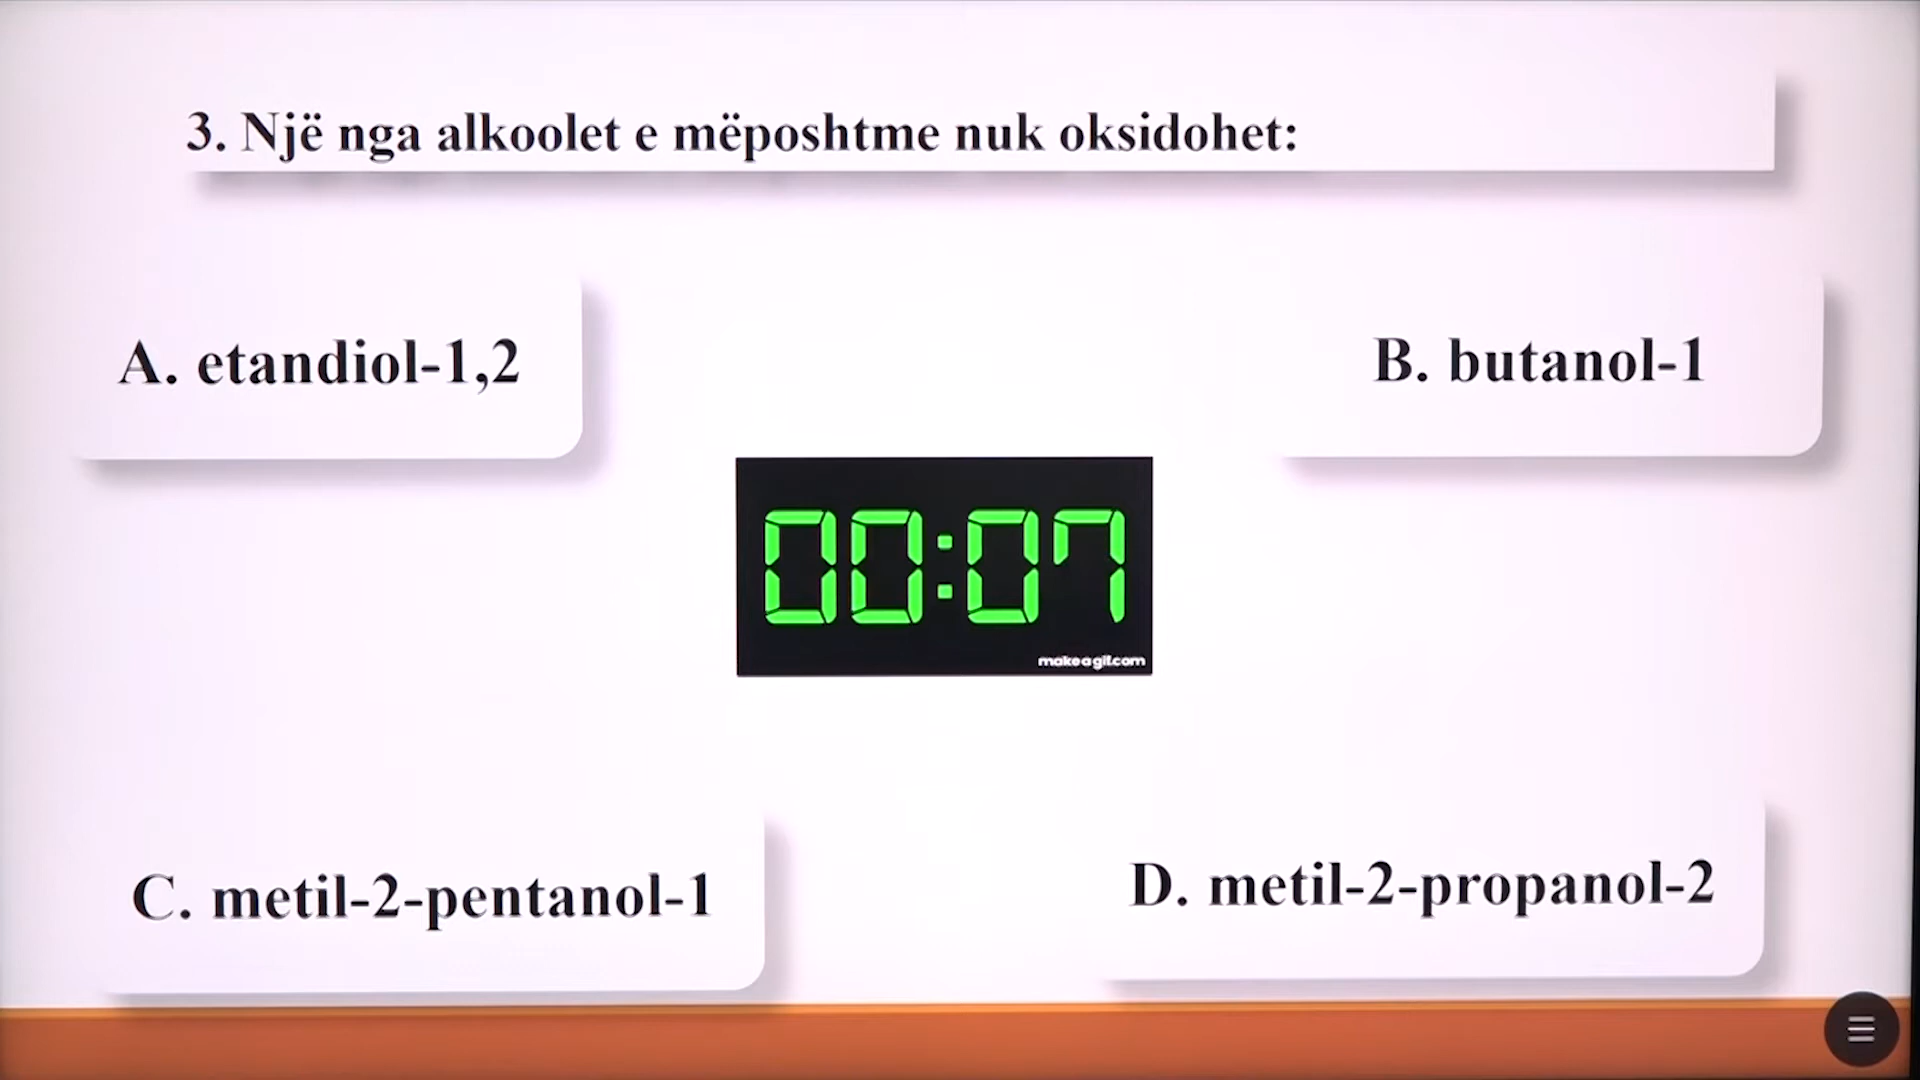 3. Një nga alkoolet e mëposhtme nuk oksidohet:
A. etandiol-1,2
B. butanol-1
00:07
makeagif.com
C. metil-2-pentanol-1
D. metil-2-propanol-2